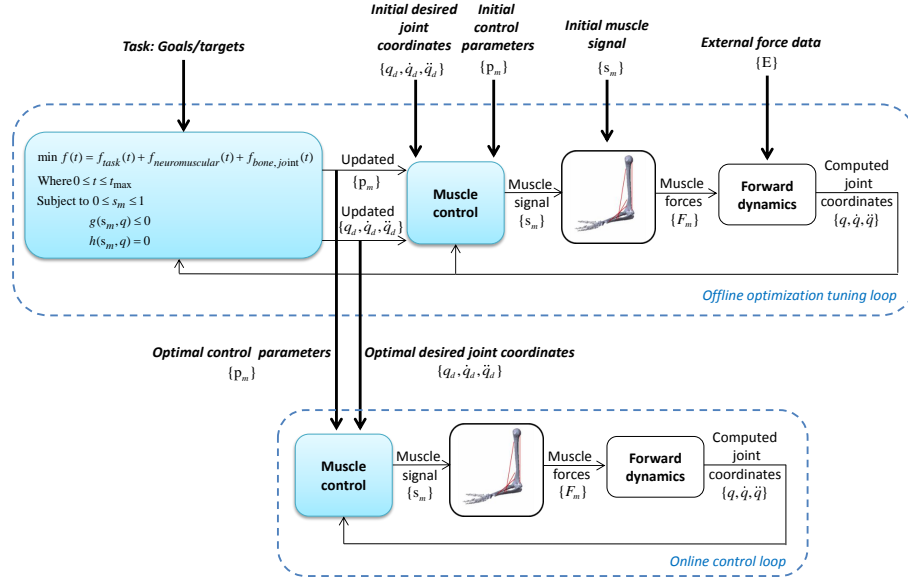 Task: Goals/targets
Initial desired
joint
coordinates
{q_d, q̇_d, q̈_d}
Initial
control
parameters
{p_m}
Initial muscle
signal
{s_m}
External force data
{E}
min f(t) = f_task(t) + f_neuromuscular(t) + f_bone,joint(t)
Where 0 ≤ t ≤ t_max
Subject to 0 ≤ s_m ≤ 1
g(s_m, q) ≤ 0
h(s_m, q) = 0
Updated
{p_m}
Updated
{q_d, q̇_d, q̈_d}
Muscle
control
Muscle
signal
{s_m}
Muscle
forces
{F_m}
Forward
dynamics
Computed
joint
coordinates
{q, q̇, q̈}
Offline optimization tuning loop
Optimal control parameters
{p_m}
Optimal desired joint coordinates
{q_d, q̇_d, q̈_d}
Muscle
control
Muscle
signal
{s_m}
Muscle
forces
{F_m}
Forward
dynamics
Computed
joint
coordinates
{q, q̇, q̈}
Online control loop